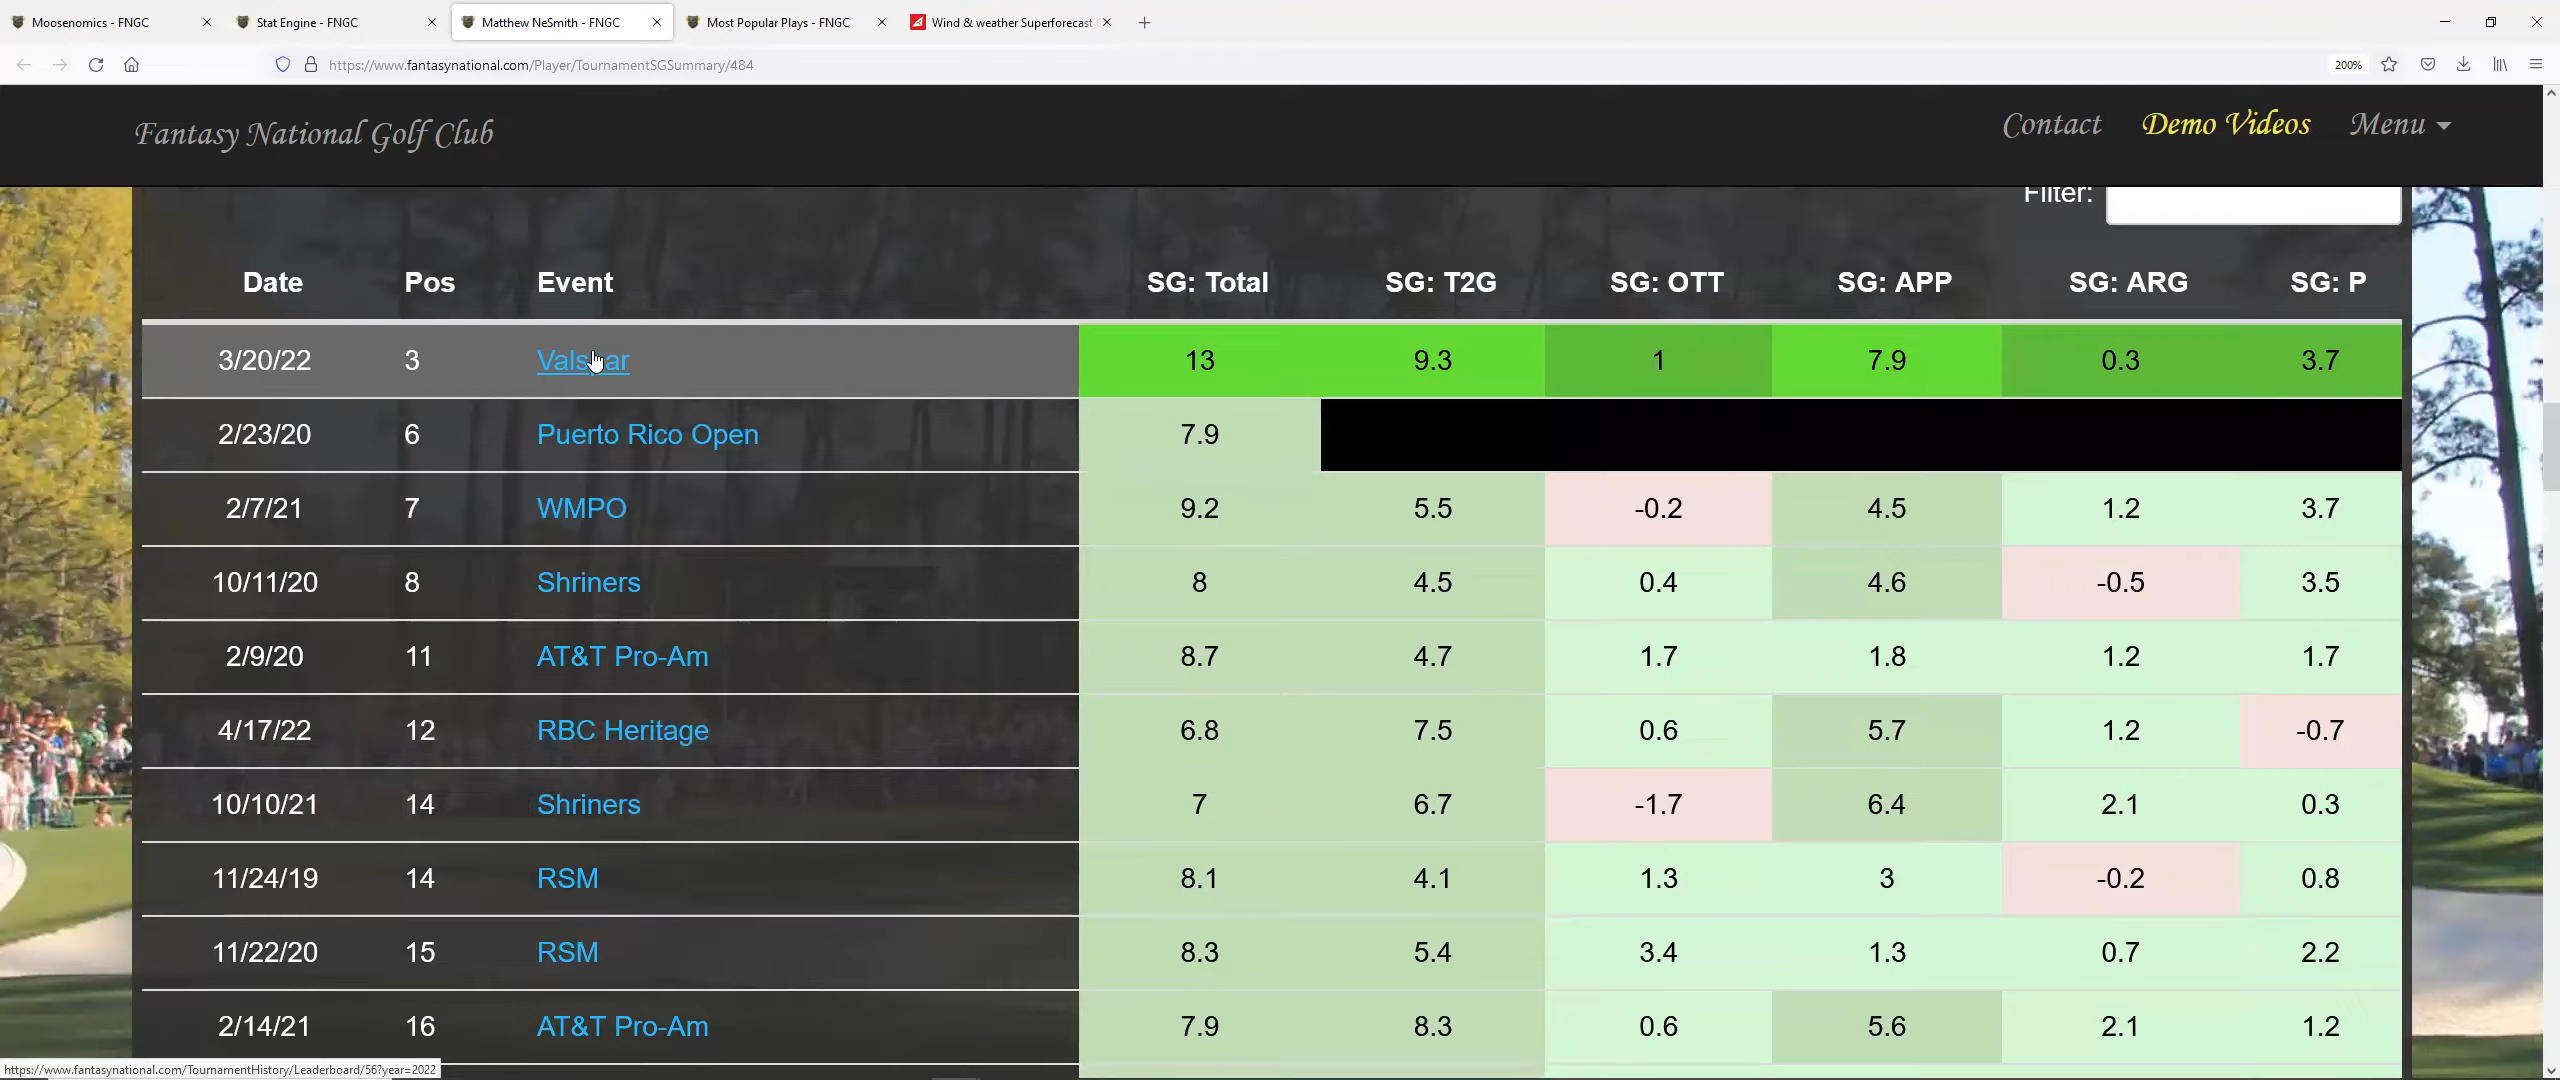 Moosenomics - FNGC
Stat Engine - FNGC
Matthew NeSmith - FNGC
Most Popular Plays - FNGC
Wind & weather Superforecast
https://www.fantasynational.com/Player/TournamentSGSummary/484
200%
Fantasy National Golf Club
Contact Demo Videos Menu
Filter:
Date Pos Event SG: Total SG: T2G SG: OTT SG: APP SG: ARG SG: P
3/20/22 3 Valspar 13 9.3 1 7.9 0.3 3.7
2/23/20 6 Puerto Rico Open 7.9
2/7/21 7 WMPO 9.2 5.5 -0.2 4.5 1.2 3.7
10/11/20 8 Shriners 8 4.5 0.4 4.6 -0.5 3.5
2/9/20 11 AT&T Pro-Am 8.7 4.7 1.7 1.8 1.2 1.7
4/17/22 12 RBC Heritage 6.8 7.5 0.6 5.7 1.2 -0.7
10/10/21 14 Shriners 7 6.7 -1.7 6.4 2.1 0.3
11/24/19 14 RSM 8.1 4.1 1.3 3 -0.2 0.8
11/22/20 15 RSM 8.3 5.4 3.4 1.3 0.7 2.2
2/14/21 16 AT&T Pro-Am 7.9 8.3 0.6 5.6 2.1 1.2
https://www.fantasynational.com/TournamentHistory/Leaderboard/56?year=2022